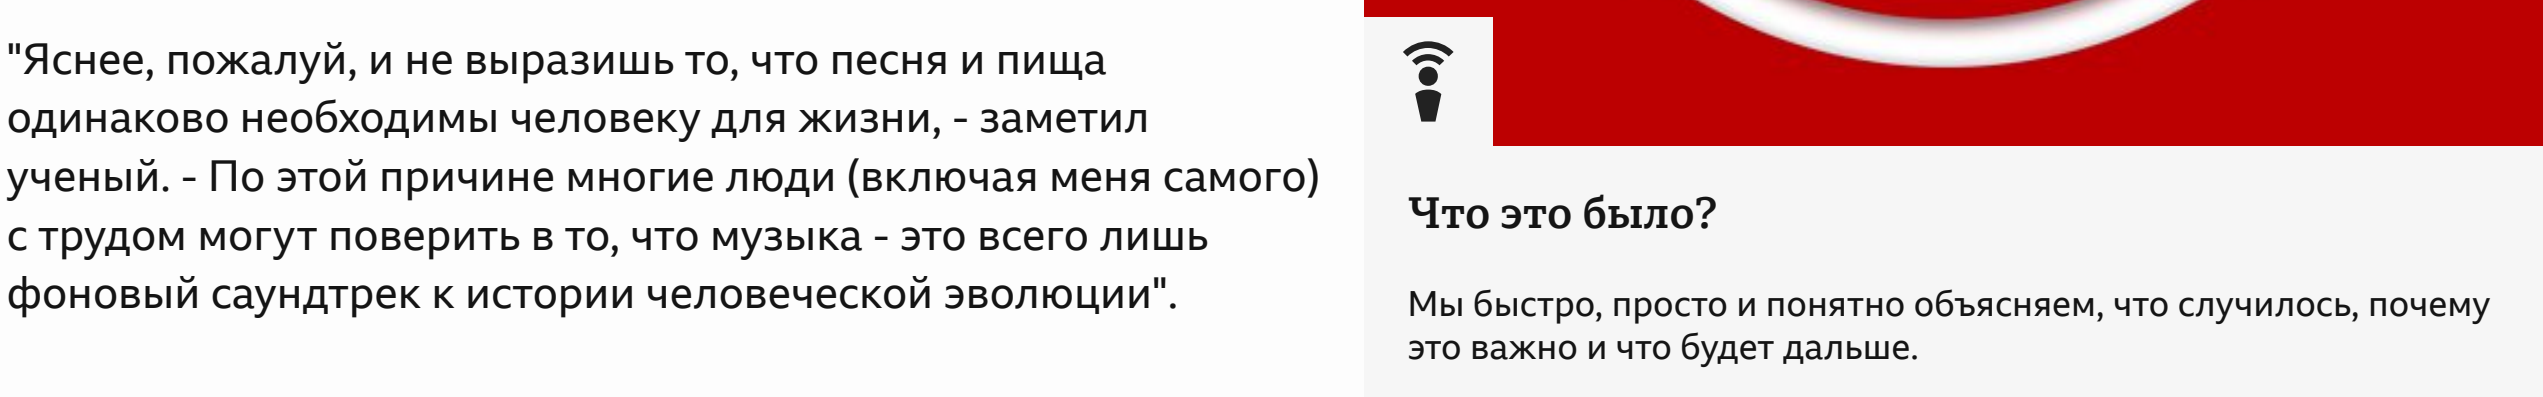 "Яснее, пожалуй, и не выразишь то, что песня и пища
одинаково необходимы человеку для жизни, - заметил
ученый. - По этой причине многие люди (включая меня самого)
с трудом могут поверить в то, что музыка - это всего лишь
фоновый саундтрек к истории человеческой эволюции".
Что это было?
Мы быстро, просто и понятно объясняем, что случилось, почему
это важно и что будет дальше.